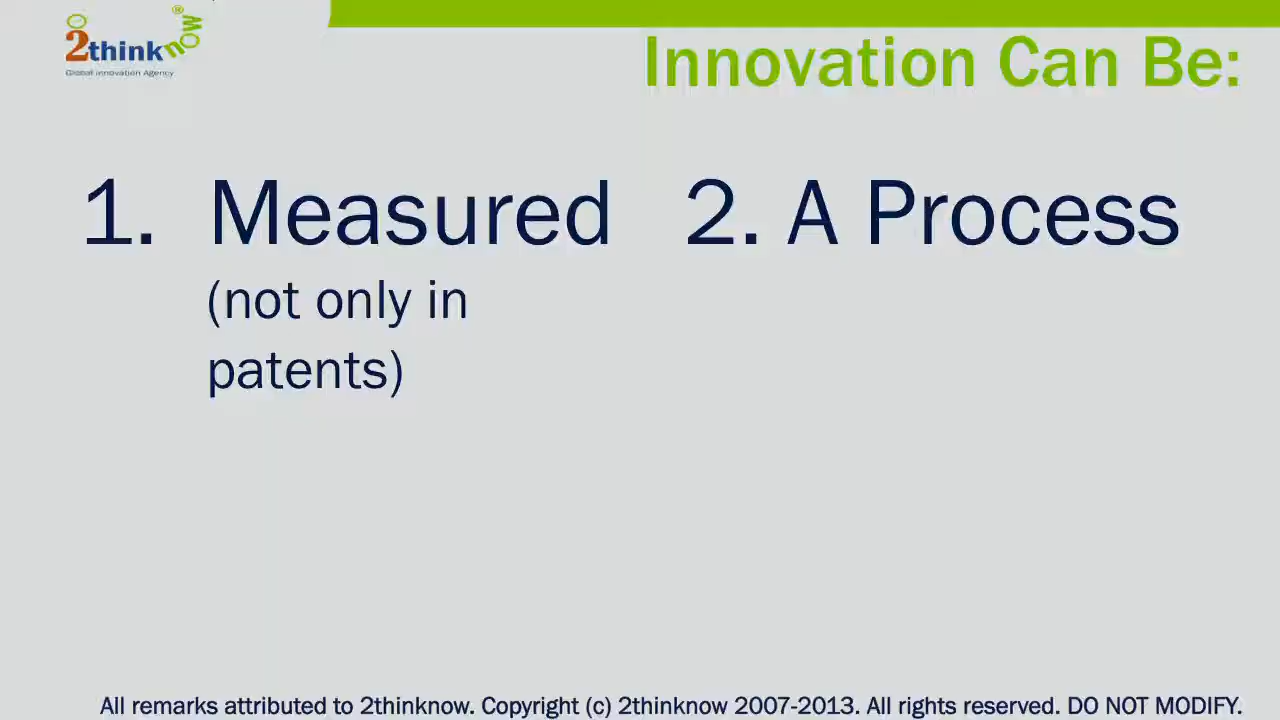 2thinknow®
Global Innovation Agency
Innovation Can Be:
1. Measured
(not only in
patents)
2. A Process
All remarks attributed to 2thinknow. Copyright (c) 2thinknow 2007-2013. All rights reserved. DO NOT MODIFY.